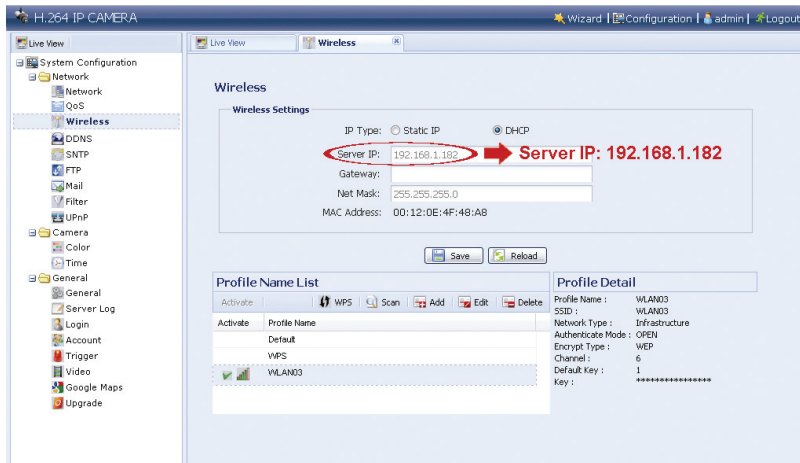 H.264 IP CAMERA
Wizard | Configuration | admin | Logout
Live View
System Configuration
Network
Network
QoS
Wireless
DDNS
SNTP
FTP
Mail
Filter
UPnP
Camera
Color
Time
General
General
Server Log
Login
Account
Trigger
Video
Google Maps
Upgrade
Live View
Wireless
Wireless
Wireless Settings
IP Type: Static IP DHCP
Server IP: 192.168.1.182 Server IP: 192.168.1.182
Gateway:
Net Mask: 255.255.255.0
MAC Address: 00:12:0E:4F:48:A8
Save Reload
Profile Name List
Activate WPS Scan Add Edit Delete
Activate Profile Name
Default
WPS
WLAN03
Profile Detail
Profile Name : WLAN03
SSID : WLAN03
Network Type : Infrastructure
Authenticate Mode : OPEN
Encrypt Type : WEP
Channel : 6
Default Key : 1
Key : ****************